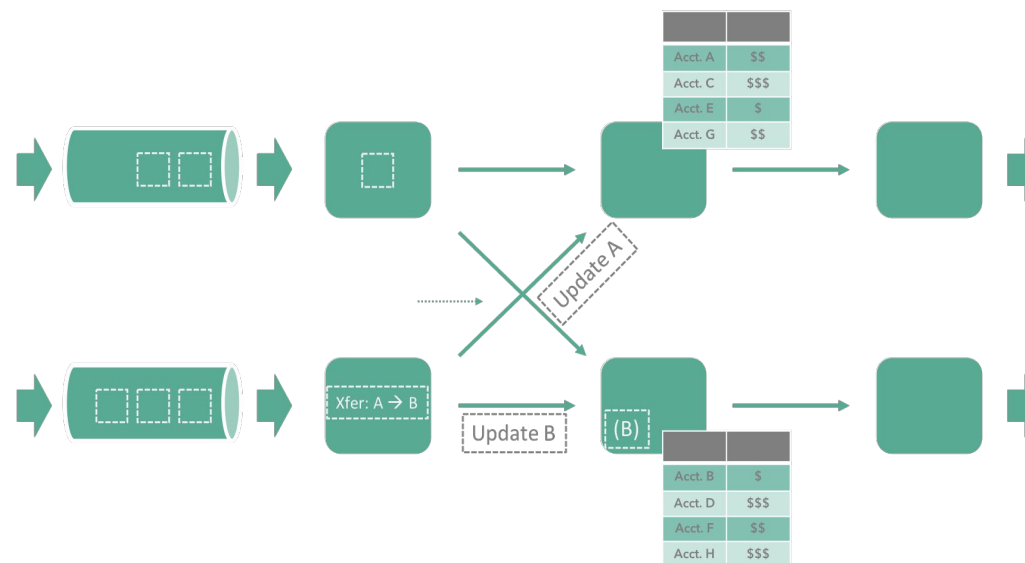 Acct. A $$
Acct. C $$$
Acct. E $
Acct. G $$
Update A
Xfer: A → B
Update B
(B)
Acct. B $
Acct. D $$$
Acct. F $$
Acct. H $$$